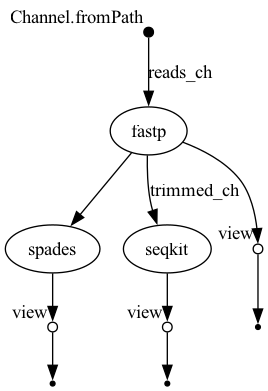 Channel.fromPath
reads_ch
fastp
trimmed_ch
view
spades
seqkit
view
view